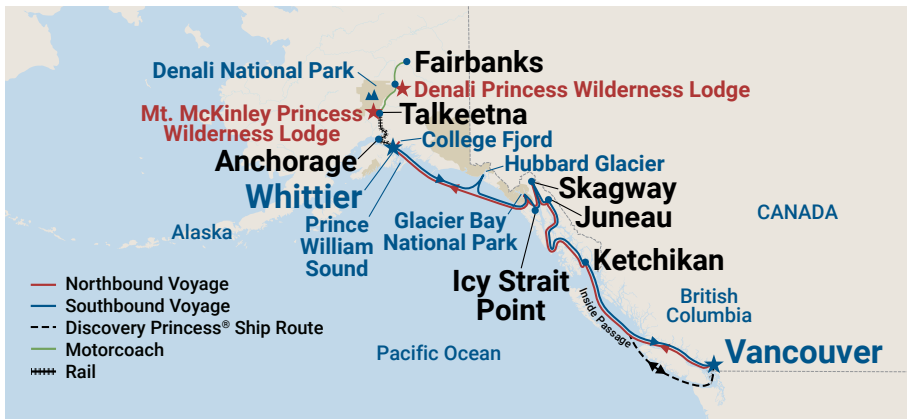 Fairbanks
Denali National Park
Denali Princess Wilderness Lodge
Mt. McKinley Princess
Wilderness Lodge
Talkeetna
College Fjord
Anchorage
Hubbard Glacier
Whittier
Skagway
Juneau
Prince
William
Sound
Glacier Bay
National Park
CANADA
Alaska
Ketchikan
Icy Strait
Point
Northbound Voyage
Southbound Voyage
Discovery Princess® Ship Route
Motorcoach
Rail
Inside Passage
British
Columbia
Pacific Ocean
Vancouver